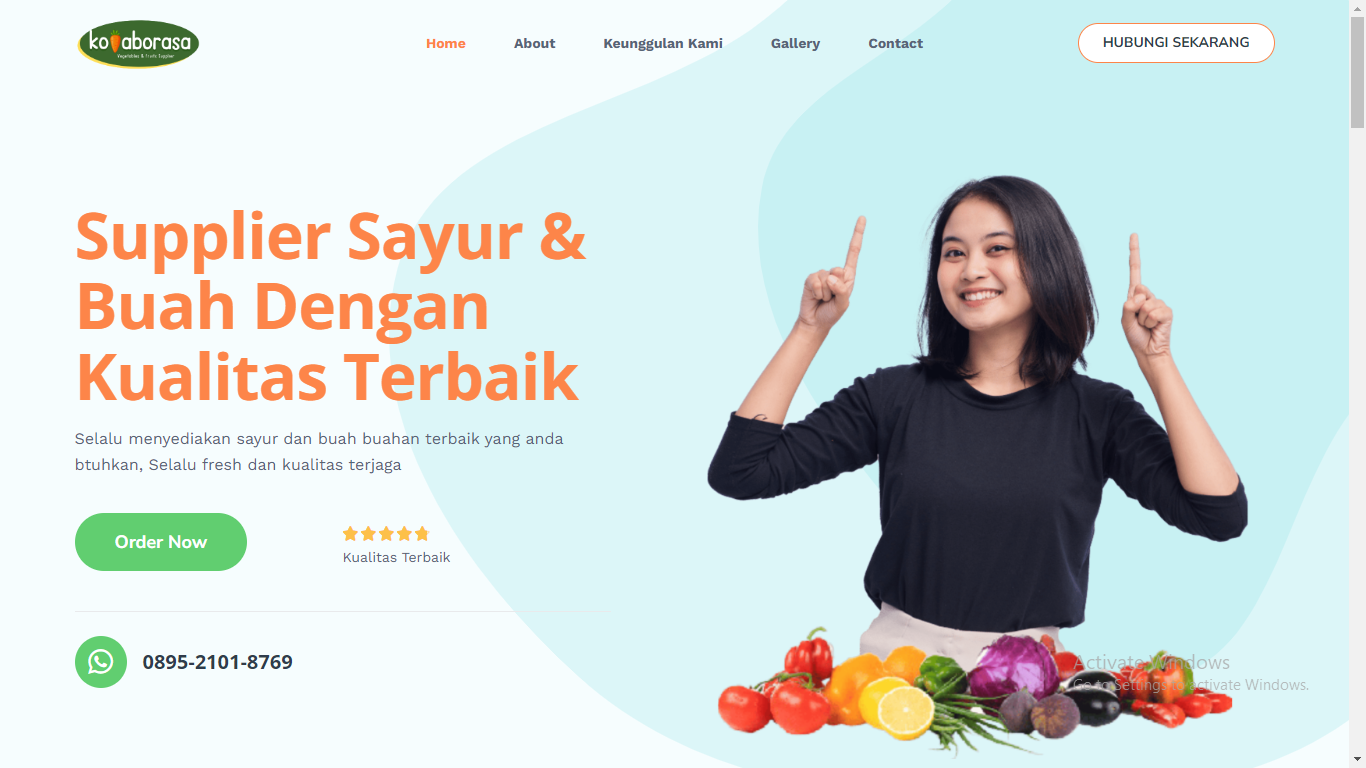 kolaborasa
Vegetables & Fruits Supplier
Home
About
Keunggulan Kami
Gallery
Contact
HUBUNGI SEKARANG
Supplier Sayur &
Buah Dengan
Kualitas Terbaik
Selalu menyediakan sayur dan buah buahan terbaik yang anda
btuhkan, Selalu fresh dan kualitas terjaga
Order Now
Kualitas Terbaik
0895-2101-8769
Activate Windows
Go to Settings to activate Windows.